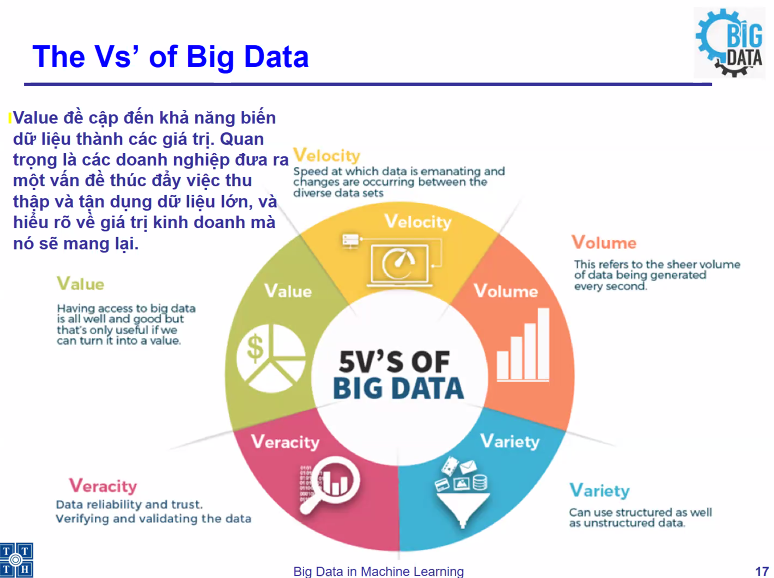 The Vs’ of Big Data
BIG
DATA
Value đề cập đến khả năng biến
dữ liệu thành các giá trị. Quan
trọng là các doanh nghiệp đưa ra
một vấn đề thúc đẩy việc thu
thập và tận dụng dữ liệu lớn, và
hiểu rõ về giá trị kinh doanh mà
nó sẽ mang lại.
Velocity
Speed at which data is emanating and
changes are occurring between the
diverse data sets
Velocity
Volume
This refers to the sheer volume
of data being generated
every second.
Value
Having access to big data
is all well and good but
that's only useful if we
can turn it into a value.
Value
$
Volume
5V'S OF
BIG DATA
Veracity
Variety
Veracity
Data reliability and trust.
Verifying and validating the data
Variety
Can use structured as well
as unstructured data.
T T
T H
Big Data in Machine Learning
17